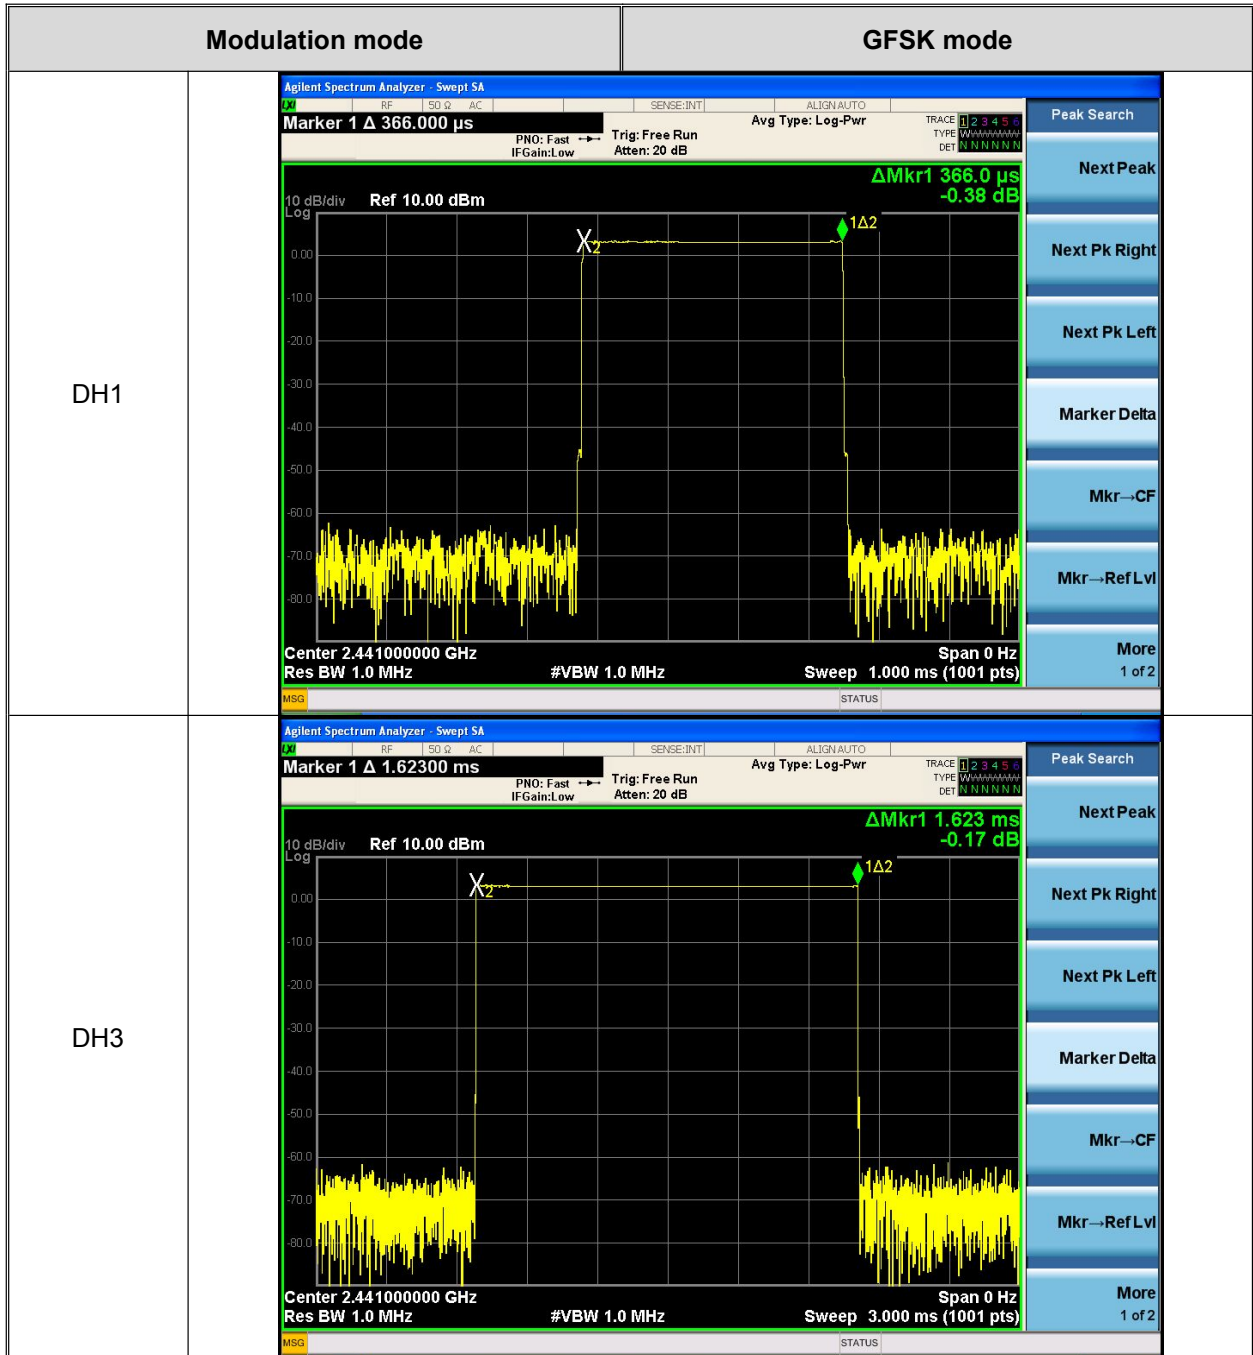 Modulation mode GFSK mode
DH1
Agilent Spectrum Analyzer - Swept SA
LXI RF 50 Ω AC SENSE:INT ALIGNAUTO
Marker 1 Δ 366.000 µs
Avg Type: Log-Pwr
TRACE 1 2 3 4 5 6
PNO: Fast Trig: Free Run
TYPE WWWWWW
IFGain:Low Atten: 20 dB
DET N N N N N N
ΔMkr1 366.0 µs
-0.38 dB
10 dB/div Ref 10.00 dBm
Log
1Δ2
X2
0.00
-10.0
-20.0
-30.0
-40.0
-50.0
-60.0
-70.0
-80.0
Center 2.441000000 GHz Span 0 Hz
Res BW 1.0 MHz #VBW 1.0 MHz Sweep 1.000 ms (1001 pts)
MSG STATUS
Peak Search
Next Peak
Next Pk Right
Next Pk Left
Marker Delta
Mkr→CF
Mkr→Ref Lvl
More
1 of 2
DH3
Agilent Spectrum Analyzer - Swept SA
LXI RF 50 Ω AC SENSE:INT ALIGNAUTO
Marker 1 Δ 1.62300 ms
Avg Type: Log-Pwr
TRACE 1 2 3 4 5 6
PNO: Fast Trig: Free Run
TYPE WWWWWW
IFGain:Low Atten: 20 dB
DET N N N N N N
ΔMkr1 1.623 ms
-0.17 dB
10 dB/div Ref 10.00 dBm
Log
1Δ2
X2
0.00
-10.0
-20.0
-30.0
-40.0
-50.0
-60.0
-70.0
-80.0
Center 2.441000000 GHz Span 0 Hz
Res BW 1.0 MHz #VBW 1.0 MHz Sweep 3.000 ms (1001 pts)
MSG STATUS
Peak Search
Next Peak
Next Pk Right
Next Pk Left
Marker Delta
Mkr→CF
Mkr→Ref Lvl
More
1 of 2